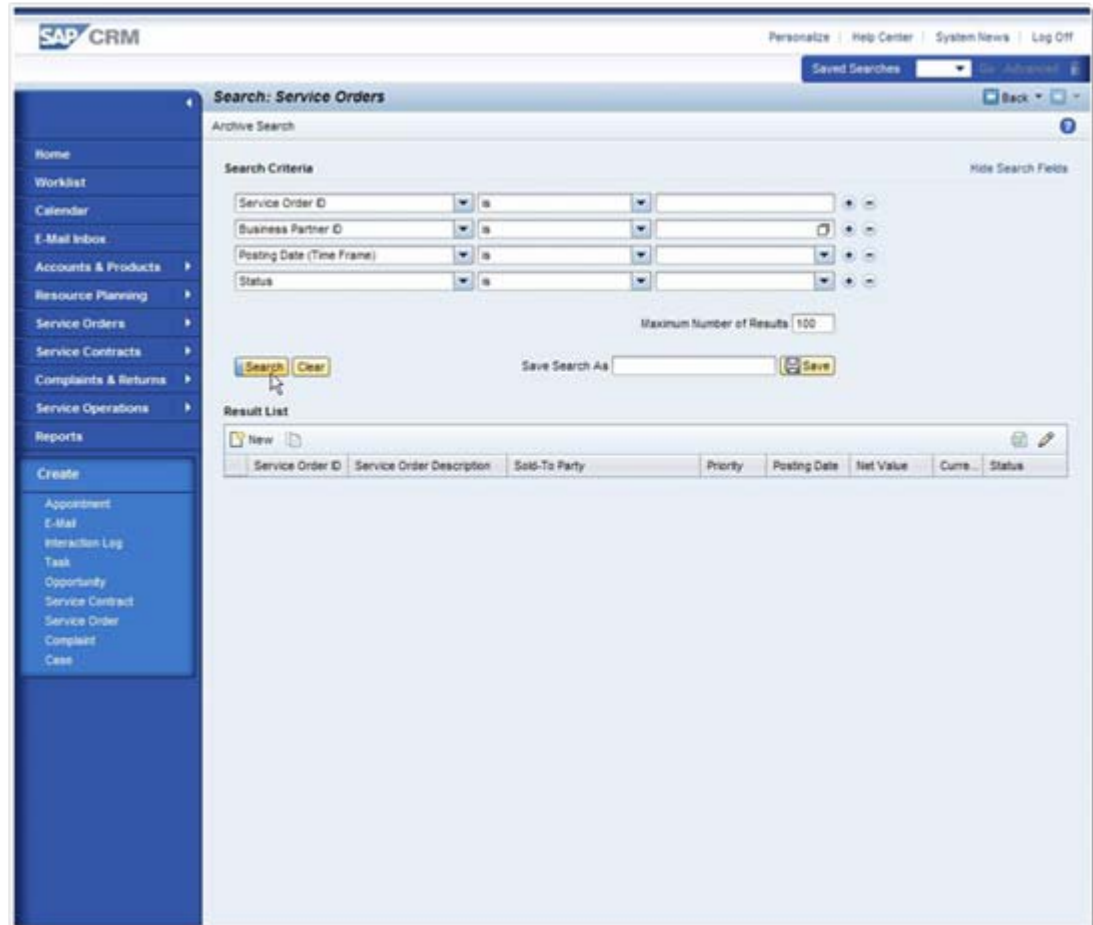 SAP CRM
Personalize Help Center System News Log Off
Saved Searches Go Advanced
Search: Service Orders Back
Archive Search
Home
Worklist
Calendar
E-Mail Inbox
Accounts & Products
Resource Planning
Service Orders
Service Contracts
Complaints & Returns
Service Operations
Reports
Create
Appointment
E-Mail
Interaction Log
Task
Opportunity
Service Contract
Service Order
Complaint
Case
Search Criteria Hide Search Fields
Service Order ID is
Business Partner ID is
Posting Date (Time Frame) is
Status is
Maximum Number of Results 100
Search Clear Save Search As Save
Result List
New
Service Order ID Service Order Description Sold-To Party Priority Posting Date Net Value Curre... Status